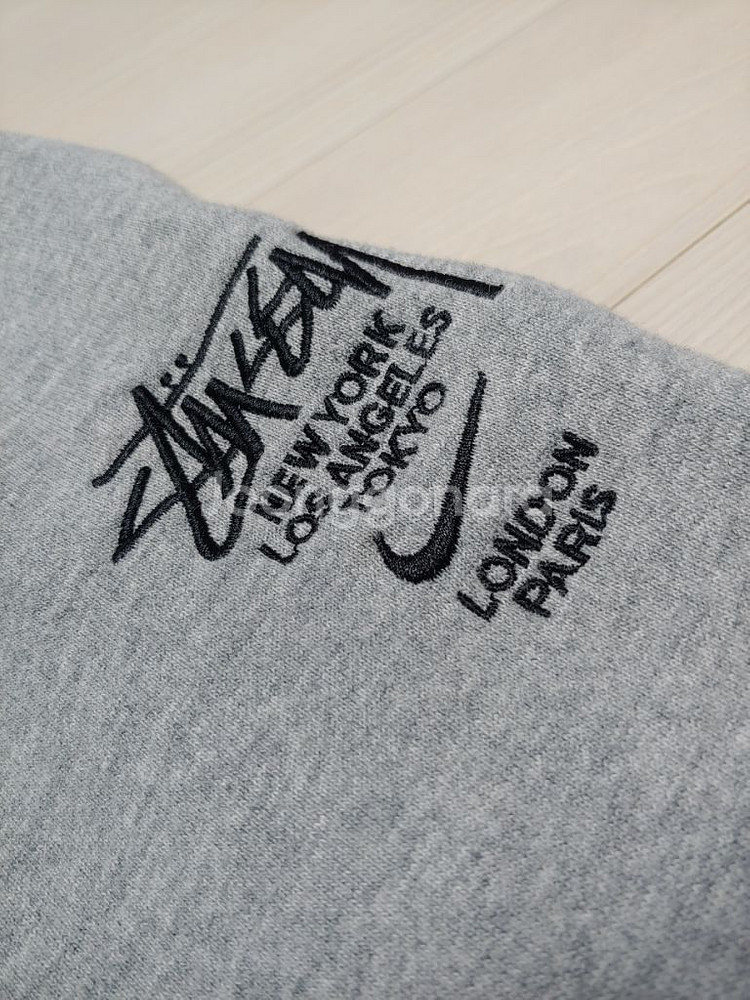 Stüssy
NEW YORK
LOS ANGELES
TOKYO
LONDON
PARIS